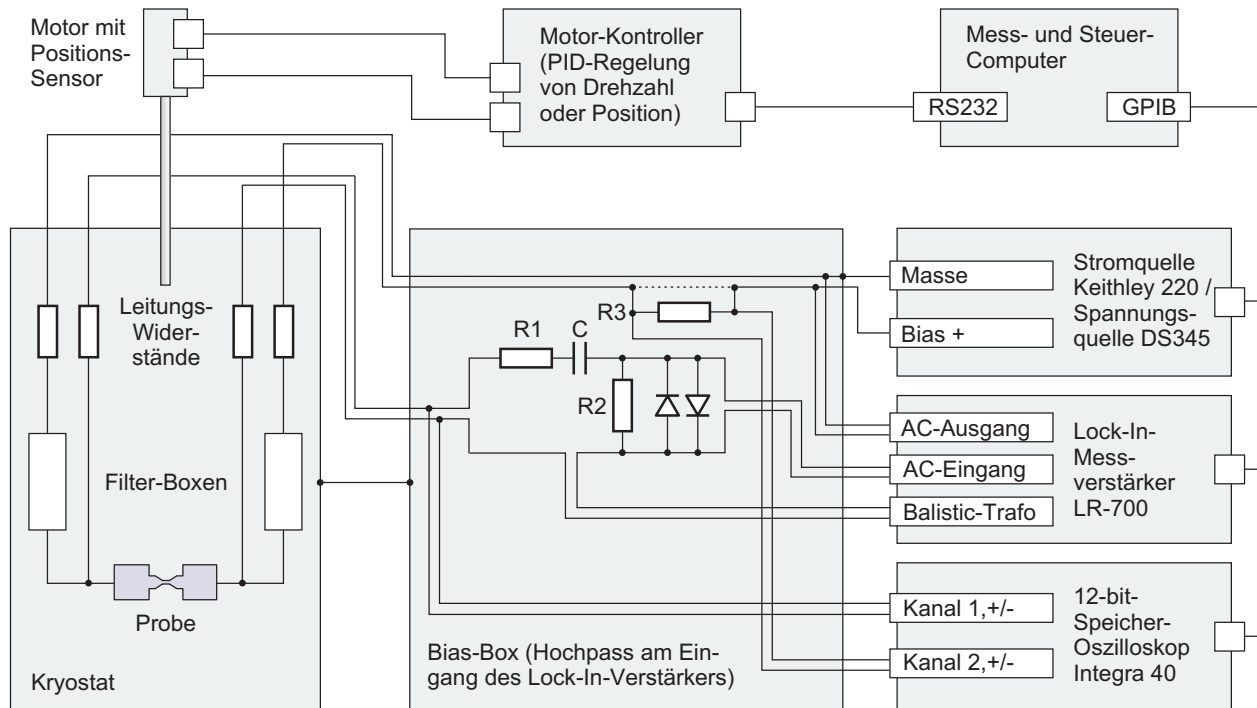 Motor mit
Positions-
Sensor
Motor-Kontroller
(PID-Regelung
von Drehzahl
oder Position)
Mess- und Steuer-
Computer
RS232
GPIB
Leitungs-
Wider-
stände
Filter-Boxen
Probe
Kryostat
R1
C
R2
R3
Bias-Box (Hochpass am Ein-
gang des Lock-In-Verstärkers)
Masse
Bias +
Stromquelle
Keithley 220 /
Spannungs-
quelle DS345
AC-Ausgang
AC-Eingang
Balistic-Trafo
Lock-In-
Mess-
verstärker
LR-700
Kanal 1,+/-
Kanal 2,+/-
12-bit-
Speicher-
Oszilloskop
Integra 40